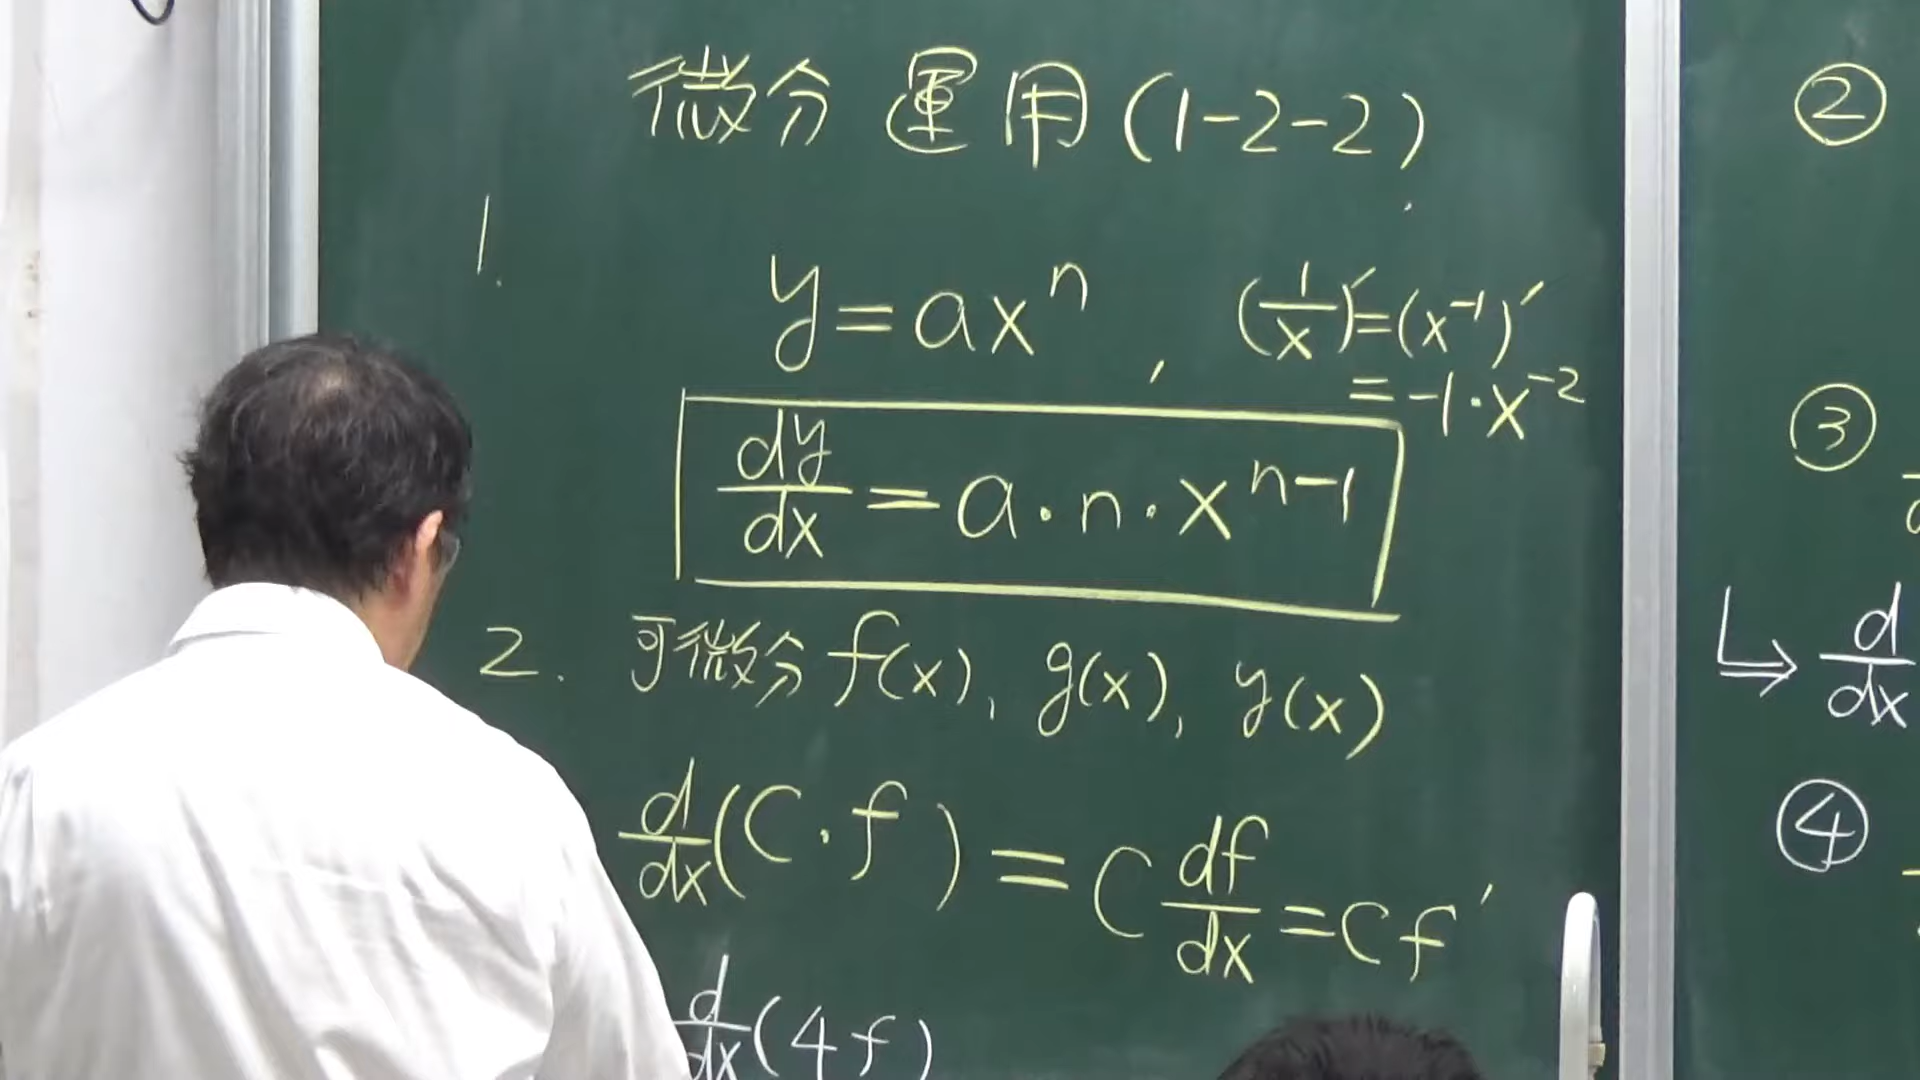 微分運用(1-2-2)
1.
y=axⁿ, (1/x)′=(x⁻¹)′
=-1·x⁻²
dy/dx=a·n·xⁿ⁻¹
2. 可微分f(x), g(x), y(x)
d/dx(C·f)=C df/dx=Cf′
d/dx(4f)
②
③
↳ d/dx
④